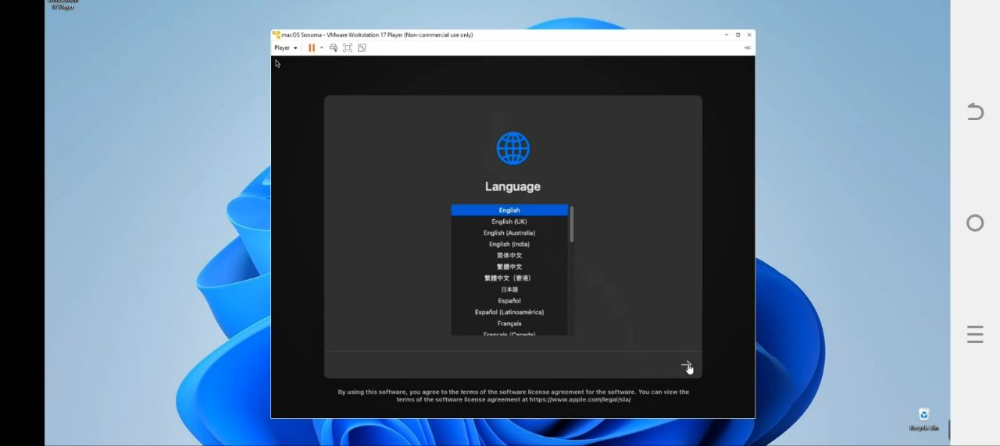 17 Player
macOS Sonoma - VMware Workstation 17 Player (Non-commercial use only)
Player
Language
English
English (UK)
English (Australia)
English (India)
简体中文
繁體中文
繁體中文（香港）
日本語
Español
Español (Latinoamérica)
Français
Français (Canada)
By using this software, you agree to the terms of the software license agreement for the software. You can view the
terms of the software license agreement at https://www.apple.com/legal/sla/
Recycle Bin